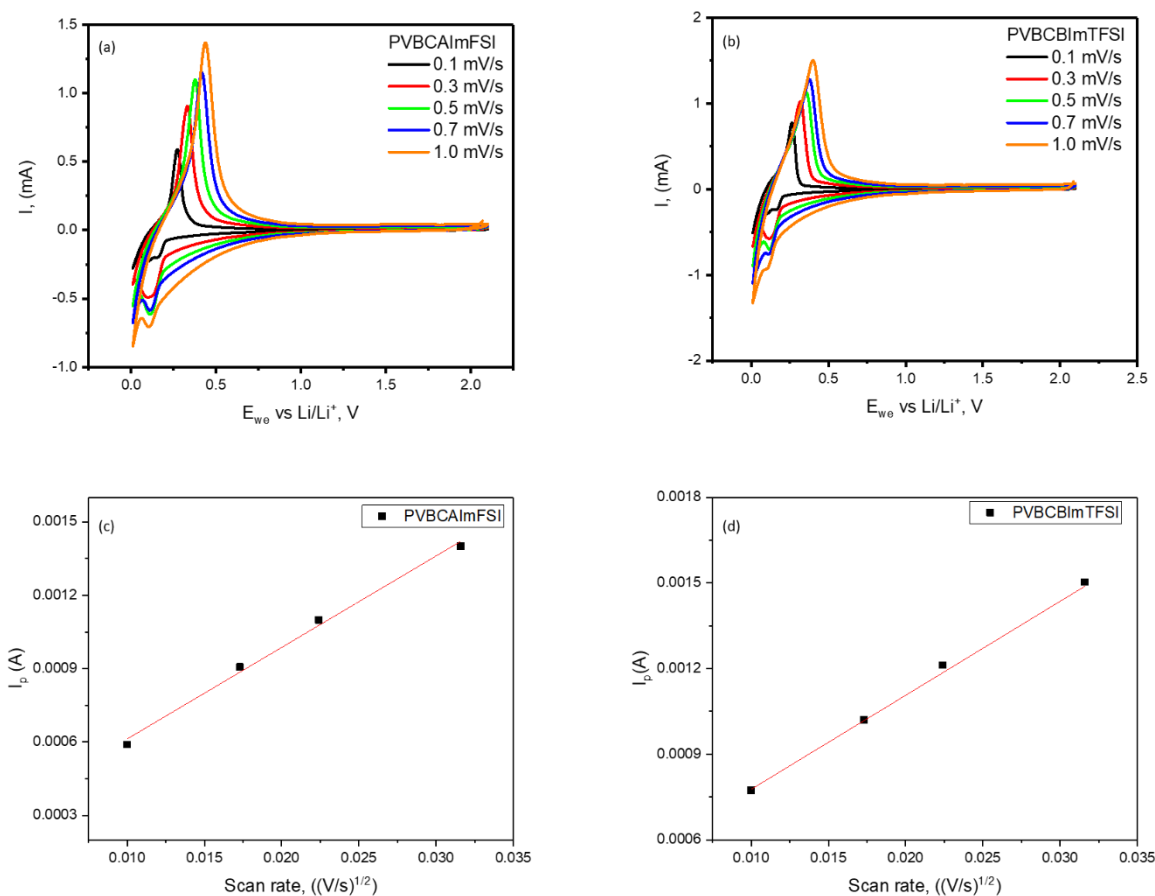 (a)
PVBCAImFSI
0.1 mV/s
0.3 mV/s
0.5 mV/s
0.7 mV/s
1.0 mV/s
1.5
1.0
0.5
0.0
-0.5
-1.0
I, (mA)
0.0 0.5 1.0 1.5 2.0
E_we vs Li/Li⁺, V
(b)
PVBCBImTFSI
0.1 mV/s
0.3 mV/s
0.5 mV/s
0.7 mV/s
1.0 mV/s
2
1
0
-1
-2
I, (mA)
0.0 0.5 1.0 1.5 2.0 2.5
E_we vs Li/Li⁺, V
(c)
PVBCAImFSI
0.0015
0.0012
0.0009
0.0006
0.0003
I_p (A)
0.010 0.015 0.020 0.025 0.030 0.035
Scan rate, ((V/s)^1/2)
(d)
PVBCBImTFSI
0.0018
0.0015
0.0012
0.0009
0.0006
I_p(A)
0.010 0.015 0.020 0.025 0.030 0.035
Scan rate, ((V/s)^1/2)